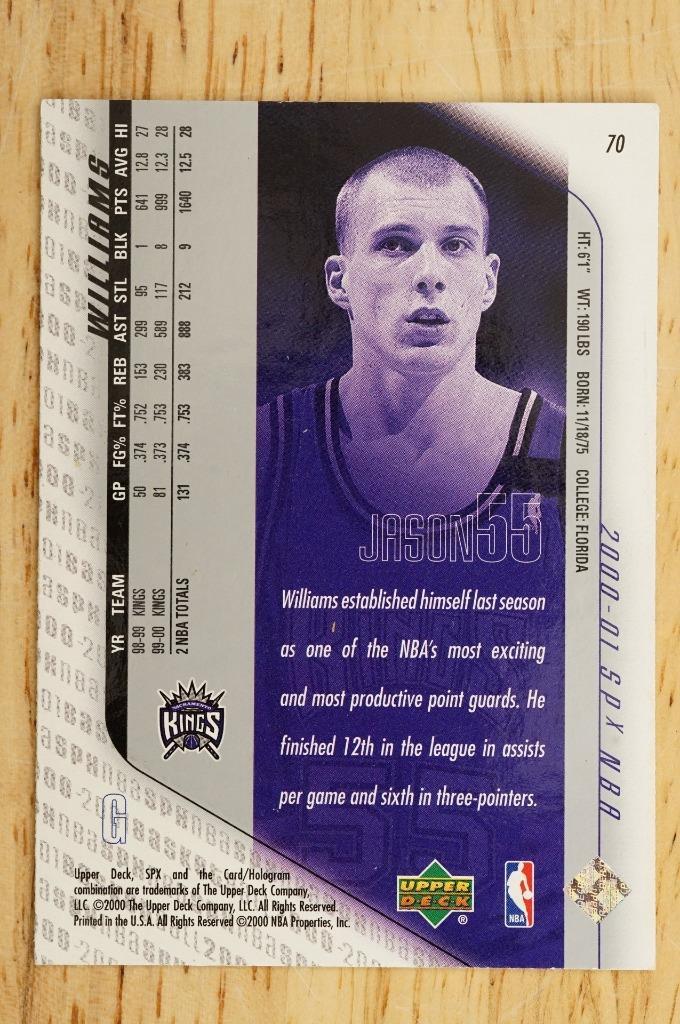 70
HT: 6'1" WT: 190 LBS BORN: 11/18/75 COLLEGE: FLORIDA
2000-01 SPX NBA
WILLIAMS
YR TEAM GP FG% FT% REB AST STL BLK PTS AVG HI
98-99 KINGS 50 .374 .752 153 299 95 1 641 12.8 27
99-00 KINGS 81 .373 .753 230 589 117 8 999 12.3 28
2 NBA TOTALS 131 .374 .753 383 888 212 9 1640 12.5 28
JASON 55
Williams established himself last season
as one of the NBA's most exciting
and most productive point guards. He
finished 12th in the league in assists
per game and sixth in three-pointers.
SACRAMENTO
KINGS
G
Upper Deck, SPX and the Card/Hologram
combination are trademarks of The Upper Deck Company,
LLC. ©2000 The Upper Deck Company, LLC. All Rights Reserved.
Printed in the U.S.A. All Rights Reserved ©2000 NBA Properties, Inc.
UPPER
DECK
®
NBA